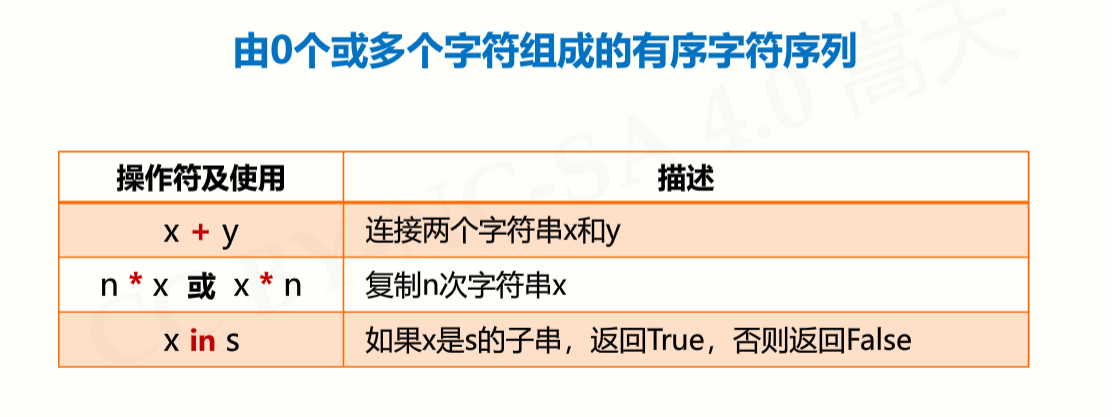 由0个或多个字符组成的有序字符序列
操作符及使用 描述
x + y 连接两个字符串x和y
n * x 或 x * n 复制n次字符串x
x in s 如果x是s的子串，返回True，否则返回False
CC BY-NC-SA 4.0 嵩天